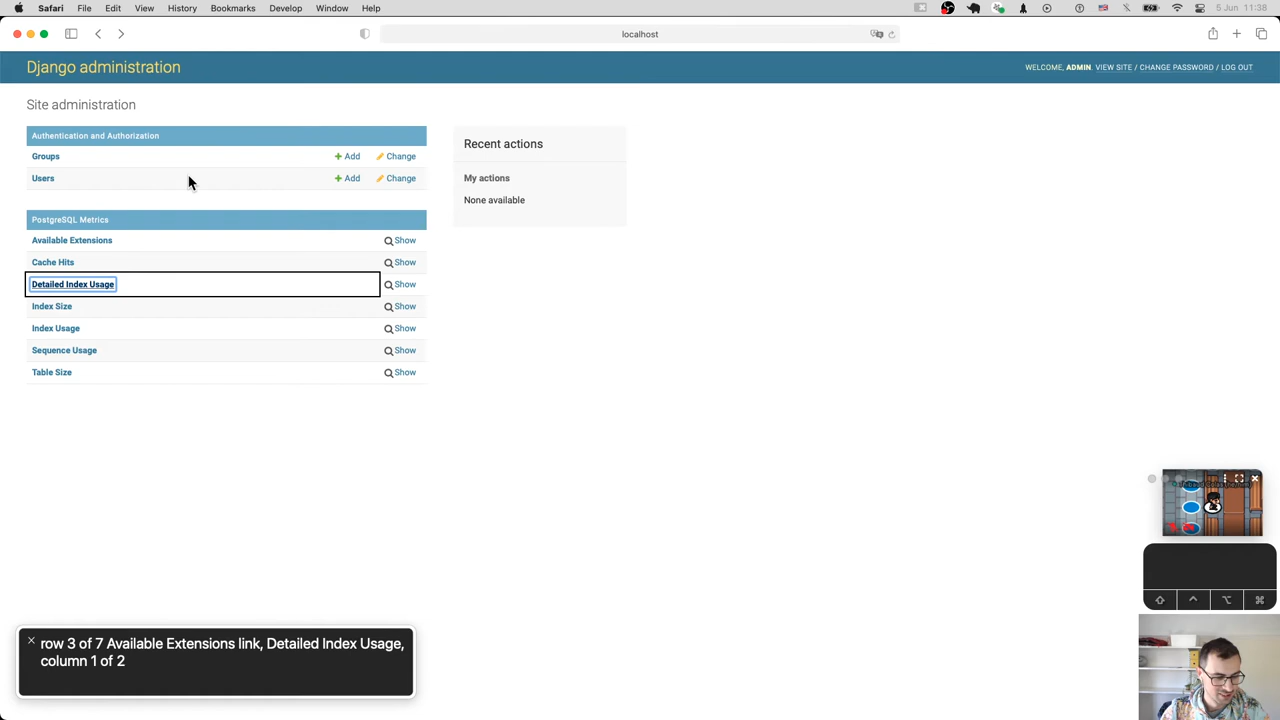 Safari File Edit View History Bookmarks Develop Window Help 5 Jun 11:38
localhost
Django administration
WELCOME, ADMIN. VIEW SITE / CHANGE PASSWORD / LOG OUT
Site administration
Authentication and Authorization
Groups + Add Change
Users + Add Change
PostgreSQL Metrics
Available Extensions Show
Cache Hits Show
Detailed Index Usage Show
Index Size Show
Index Usage Show
Sequence Usage Show
Table Size Show
Recent actions
My actions
None available
row 3 of 7 Available Extensions link, Detailed Index Usage,
column 1 of 2